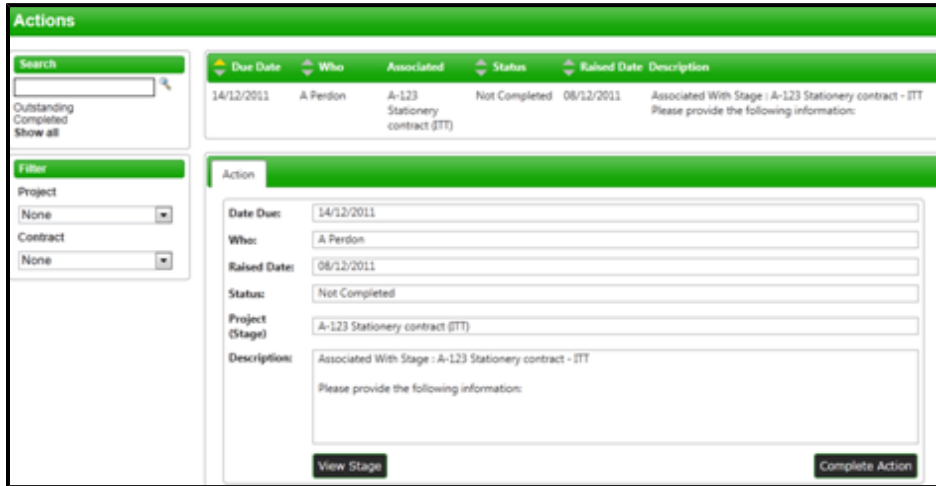 Actions
Search
Outstanding
Completed
Show all
Filter
Project
None
Contract
None
Due Date Who Associated Status Raised Date Description
14/12/2011 A Perdon A-123 Not Completed 08/12/2011 Associated With Stage : A-123 Stationery contract - ITT
Stationery Please provide the following information:
contract (ITT)
Action
Date Due: 14/12/2011
Who: A Perdon
Raised Date: 08/12/2011
Status: Not Completed
Project
(Stage) A-123 Stationery contract (ITT)
Description: Associated With Stage : A-123 Stationery contract - ITT
Please provide the following information:
View Stage Complete Action